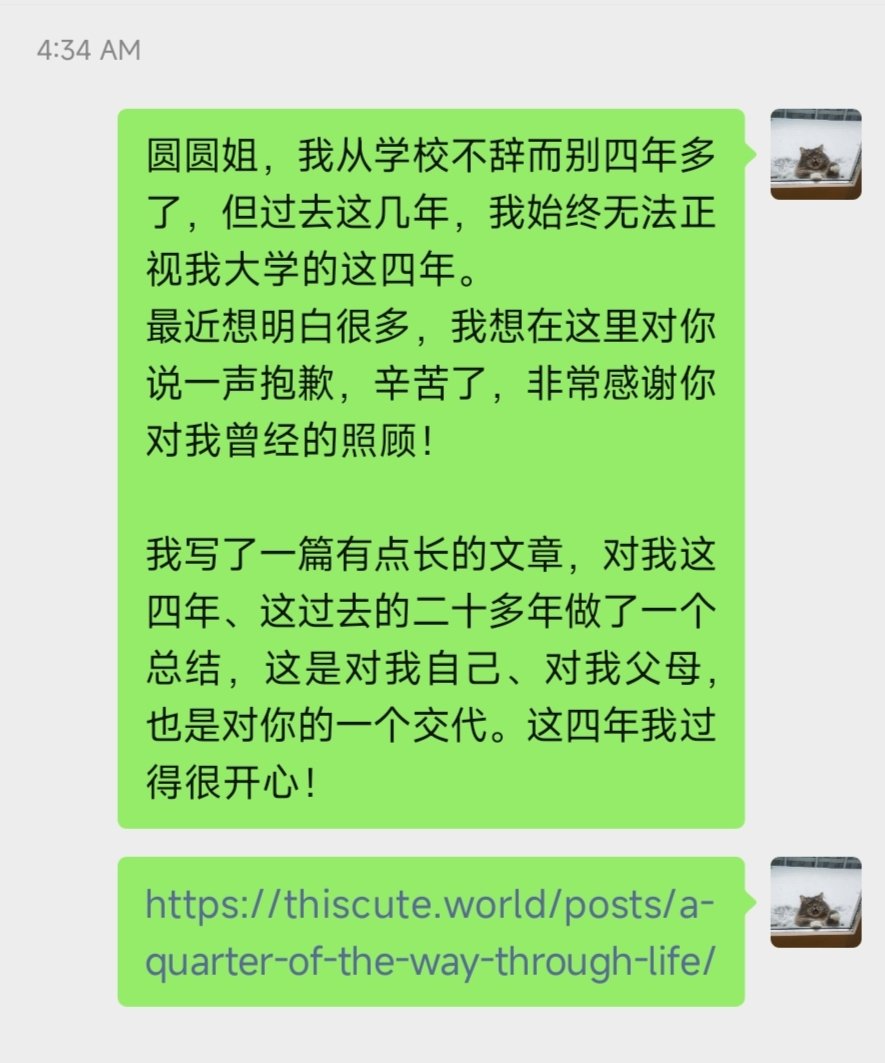 4:34 AM
圆圆姐，我从学校不辞而别四年多
了，但过去这几年，我始终无法正
视我大学的这四年。
最近想明白很多，我想在这里对你
说一声抱歉，辛苦了，非常感谢你
对我曾经的照顾！
我写了一篇有点长的文章，对我这
四年、这过去的二十多年做了一个
总结，这是对我自己、对我父母，
也是对你的一个交代。这四年我过
得很开心！
https://thiscute.world/posts/a-
quarter-of-the-way-through-life/